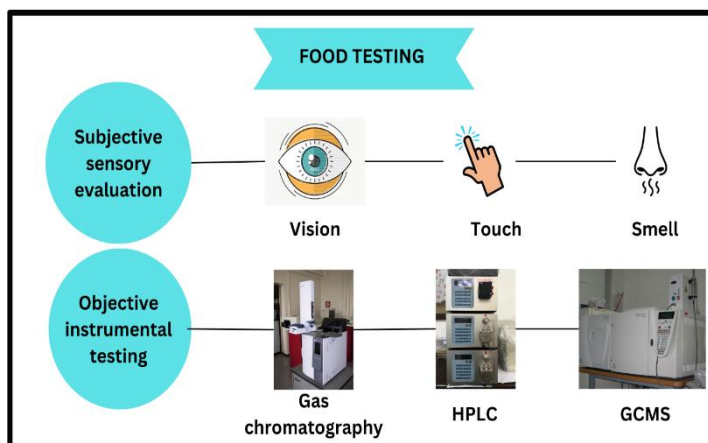 FOOD TESTING
Subjective
sensory
evaluation
Vision
Touch
Smell
Objective
instrumental
testing
Gas
chromatography
HPLC
GCMS